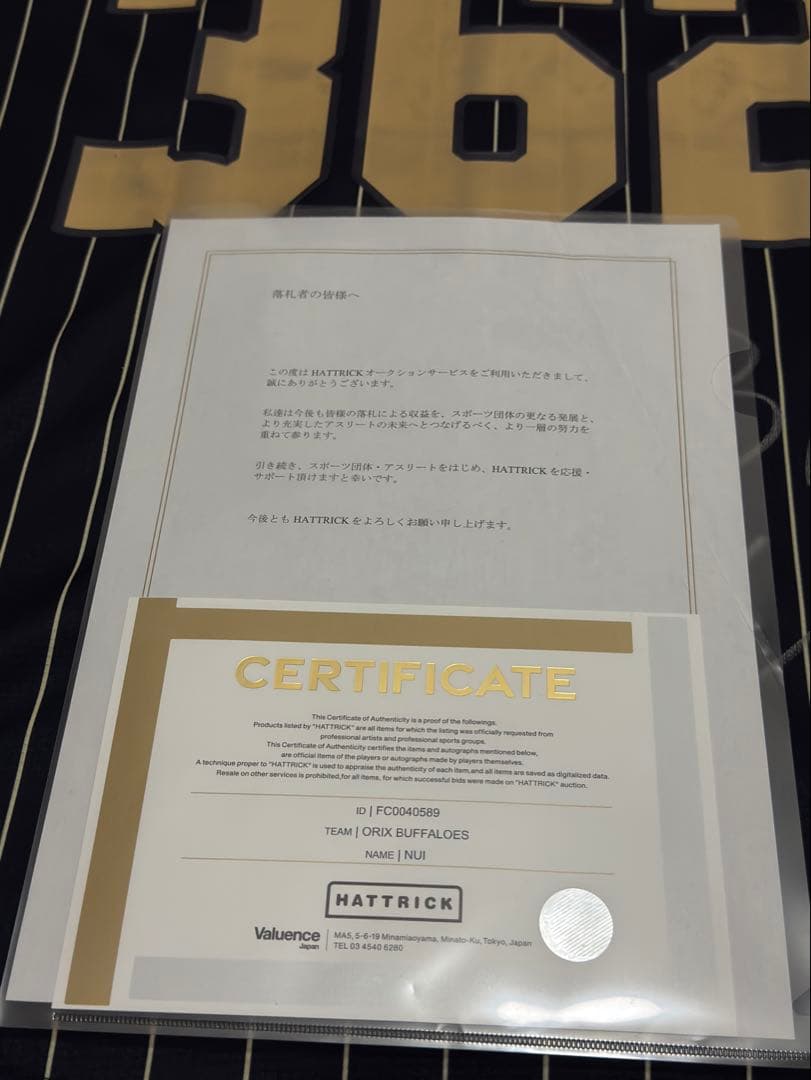 362
落札者の皆様へ
この度は HATTRICK オークションサービスをご利用いただきまして、
誠にありがとうございます。
私達は今後も皆様の落札による収益を、スポーツ団体の更なる発展と、
より充実したアスリートの未来へとつなげるべく、より一層の努力を
重ねて参ります。
引き続き、スポーツ団体・アスリートをはじめ、HATTRICK を応援・
サポート頂けますと幸いです。
今後とも HATTRICK をよろしくお願い申し上げます。
CERTIFICATE
This Certificate of Authenticity is a proof of the followings.
Products listed by "HATTRICK" are all items for which the listing was officially requested from
professional artists and professional sports groups.
This Certificate of Authenticity certifies the items and autographs mentioned below,
are official items of the players or autographs made by players themselves.
A technique proper to "HATTRICK" is used to appraise the authenticity of each item,and all items are saved as digitalized data.
Resale on other services is prohibited,for all items, for which successful bids were made on "HATTRICK" auction.
ID | FC0040589
TEAM | ORIX BUFFALOES
NAME | NUI
HATTRICK
Valuence
Japan
MA5, 5-6-19 Minamiaoyama, Minato-Ku, Tokyo, Japan
TEL 03 4540 6280